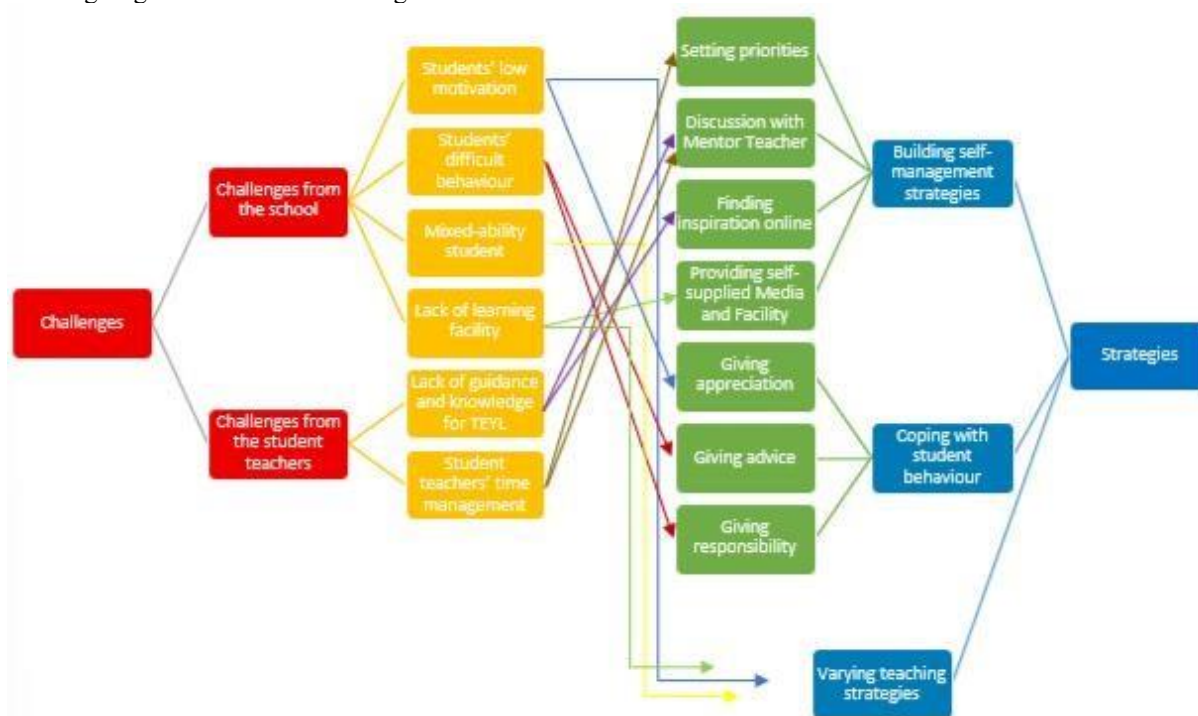 Students' low
motivation
Students'
difficult
behaviour
Mixed-ability
student
Lack of learning
facility
Lack of guidance
and knowledge
for TEYL
Student
teachers' time
management
Challenges from
the school
Challenges from
the student
teachers
Challenges
Setting priorities
Discussion with
Mentor Teacher
Finding
inspiration online
Providing self-
supplied Media
and Facility
Giving
appreciation
Giving advice
Giving
responsibility
Building self-
management
strategies
Coping with
student
behaviour
Varying teaching
strategies
Strategies